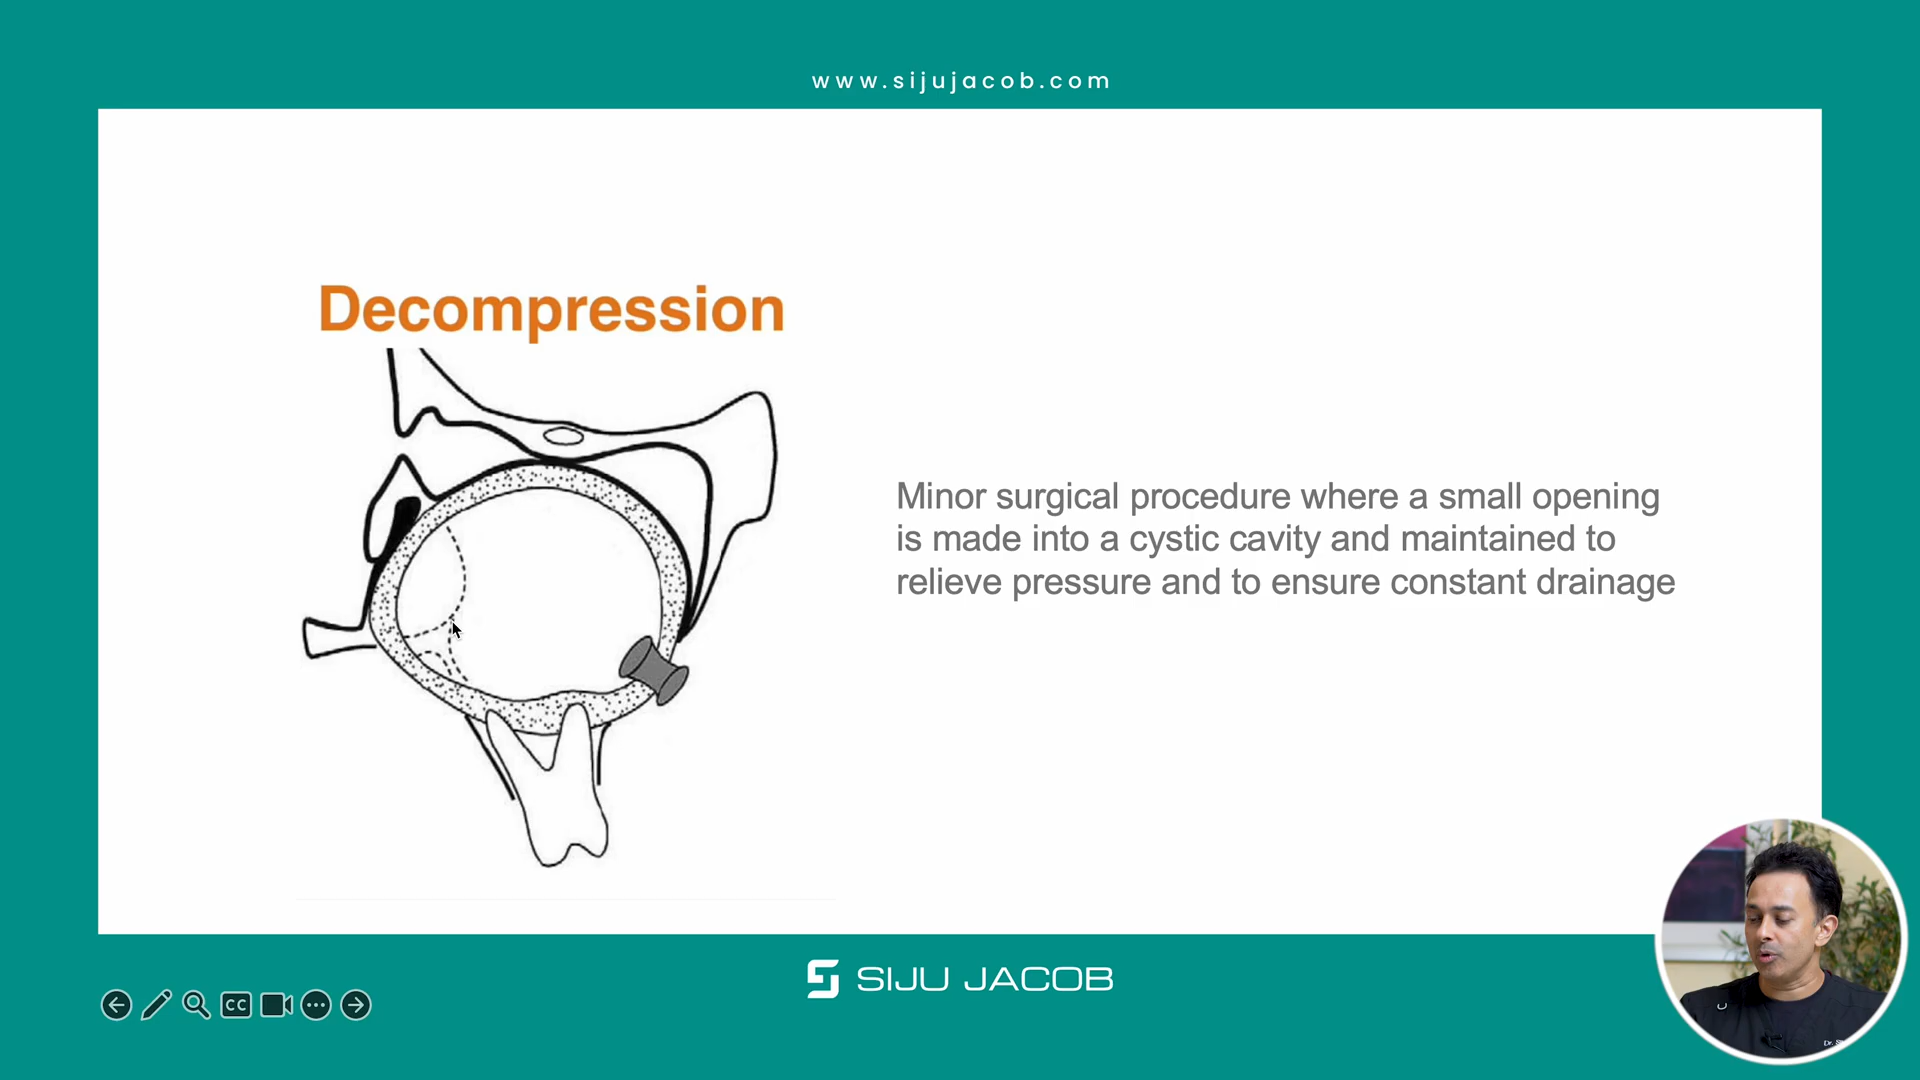 www.sijujacob.com
Decompression
Minor surgical procedure where a small opening
is made into a cystic cavity and maintained to
relieve pressure and to ensure constant drainage
SIJU JACOB
CC